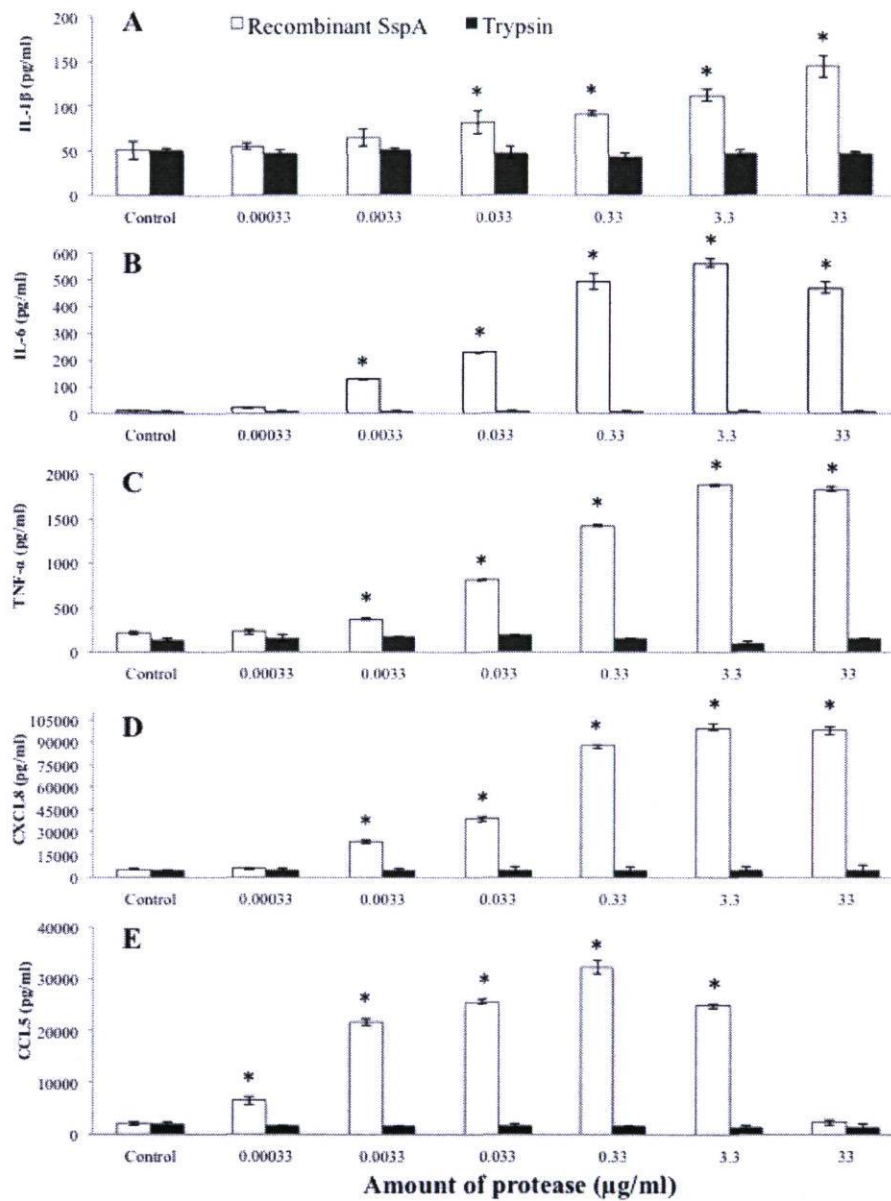 A
□ Recombinant SspA ■ Trypsin
IL-1β (pg/ml)
200
150
100
50
0
* * * *
Control 0.00033 0.0033 0.033 0.33 3.3 33
B
IL-6 (pg/ml)
600
500
400
300
200
100
0
* * * * *
Control 0.00033 0.0033 0.033 0.33 3.3 33
C
TNF-α (pg/ml)
2000
1500
1000
500
0
* * * * *
Control 0.00033 0.0033 0.033 0.33 3.3 33
D
CXCL8 (pg/ml)
105000
90000
75000
60000
45000
30000
15000
0
* * * * *
Control 0.00033 0.0033 0.033 0.33 3.3 33
E
CCL5 (pg/ml)
40000
30000
20000
10000
0
* * * * *
Control 0.00033 0.0033 0.033 0.33 3.3 33
Amount of protease (µg/ml)